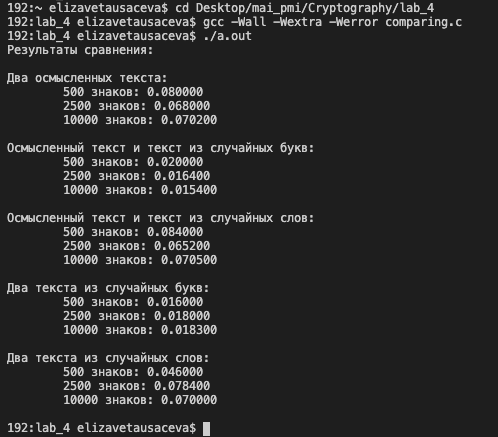 192:~ elizavetausaceva$ cd Desktop/mai_pmi/Cryptography/lab_4
192:lab_4 elizavetausaceva$ gcc -Wall -Wextra -Werror comparing.c
192:lab_4 elizavetausaceva$ ./a.out
Результаты сравнения:
Два осмысленных текста:
500 знаков: 0.080000
2500 знаков: 0.068000
10000 знаков: 0.070200
Осмысленный текст и текст из случайных букв:
500 знаков: 0.020000
2500 знаков: 0.016400
10000 знаков: 0.015400
Осмысленный текст и текст из случайных слов:
500 знаков: 0.084000
2500 знаков: 0.065200
10000 знаков: 0.070500
Два текста из случайных букв:
500 знаков: 0.016000
2500 знаков: 0.018000
10000 знаков: 0.018300
Два текста из случайных слов:
500 знаков: 0.046000
2500 знаков: 0.078400
10000 знаков: 0.070000
192:lab_4 elizavetausaceva$